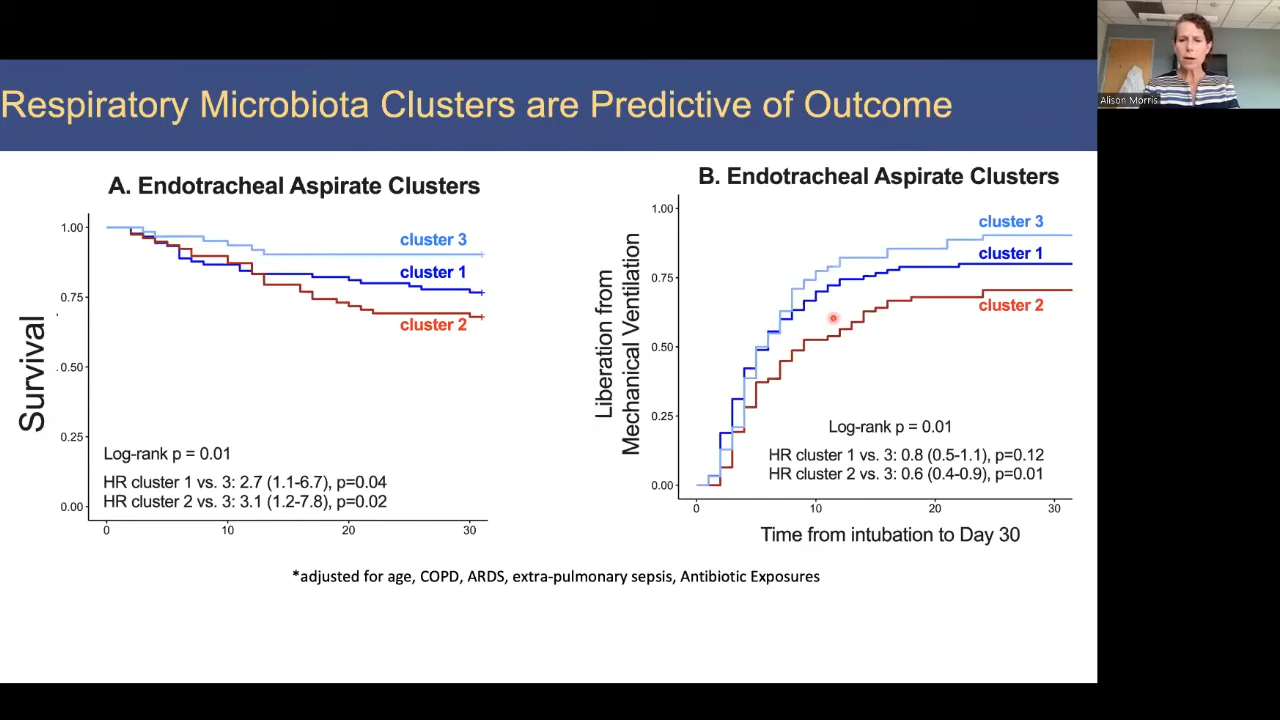 Respiratory Microbiota Clusters are Predictive of Outcome
Alison Morris
A. Endotracheal Aspirate Clusters
Survival
1.00
0.75
0.50
0.25
0.00
cluster 3
cluster 1
cluster 2
Log-rank p = 0.01
HR cluster 1 vs. 3: 2.7 (1.1-6.7), p=0.04
HR cluster 2 vs. 3: 3.1 (1.2-7.8), p=0.02
0 10 20 30
B. Endotracheal Aspirate Clusters
Liberation from
Mechanical Ventilation
1.00
0.75
0.50
0.25
0.00
cluster 3
cluster 1
cluster 2
Log-rank p = 0.01
HR cluster 1 vs. 3: 0.8 (0.5-1.1), p=0.12
HR cluster 2 vs. 3: 0.6 (0.4-0.9), p=0.01
0 10 20 30
Time from intubation to Day 30
*adjusted for age, COPD, ARDS, extra-pulmonary sepsis, Antibiotic Exposures